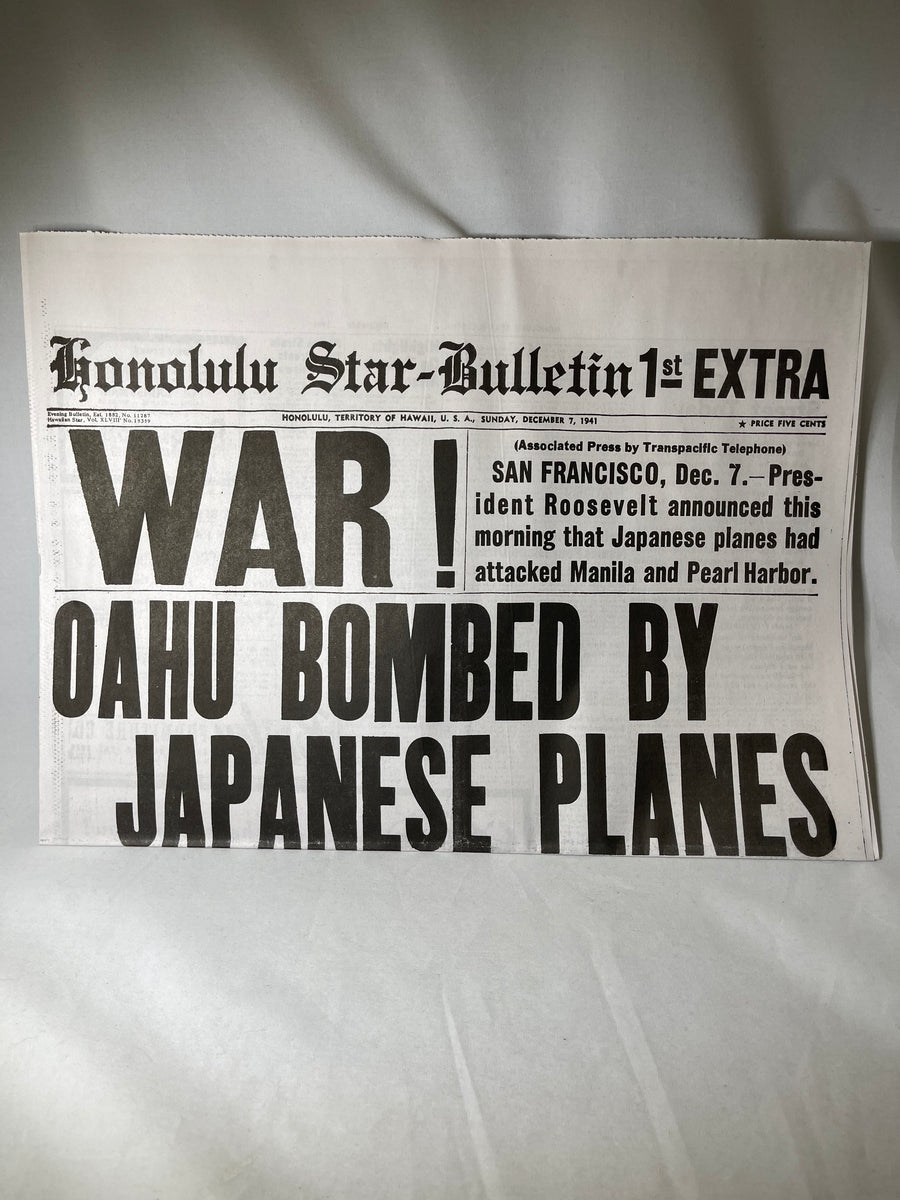 Honolulu Star-Bulletin 1st EXTRA
Evening Bulletin, Est. 1882, No. 11287
Hawaiian Star, Vol. XLVIII No. 15359
HONOLULU, TERRITORY OF HAWAII, U. S. A., SUNDAY, DECEMBER 7, 1941
★ PRICE FIVE CENTS
WAR!
(Associated Press by Transpacific Telephone)
SAN FRANCISCO, Dec. 7.—Pres-
ident Roosevelt announced this
morning that Japanese planes had
attacked Manila and Pearl Harbor.
OAHU BOMBED BY
JAPANESE PLANES